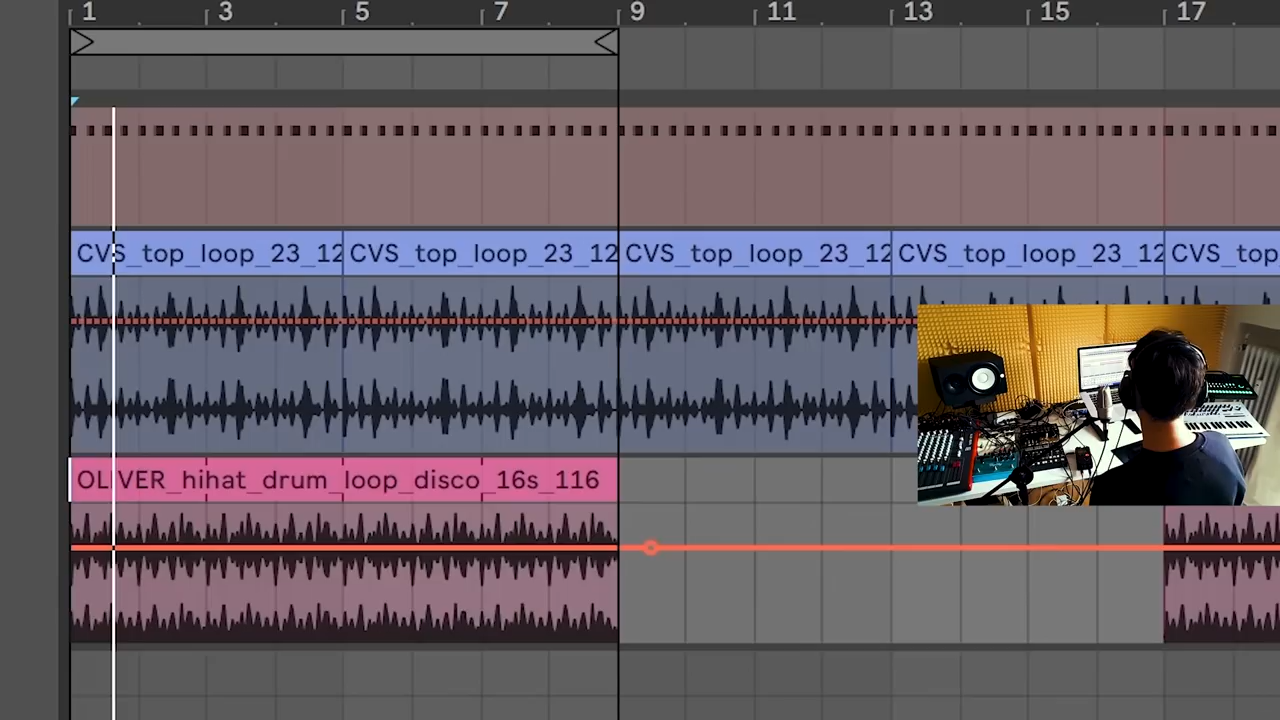 1 3 5 7 9 11 13 15 17
CVS_top_loop_23_12 CVS_top_loop_23_12 CVS_top_loop_23_12 CVS_top_loop_23_12 CVS_top
OLIVER_hihat_drum_loop_disco_16s_116